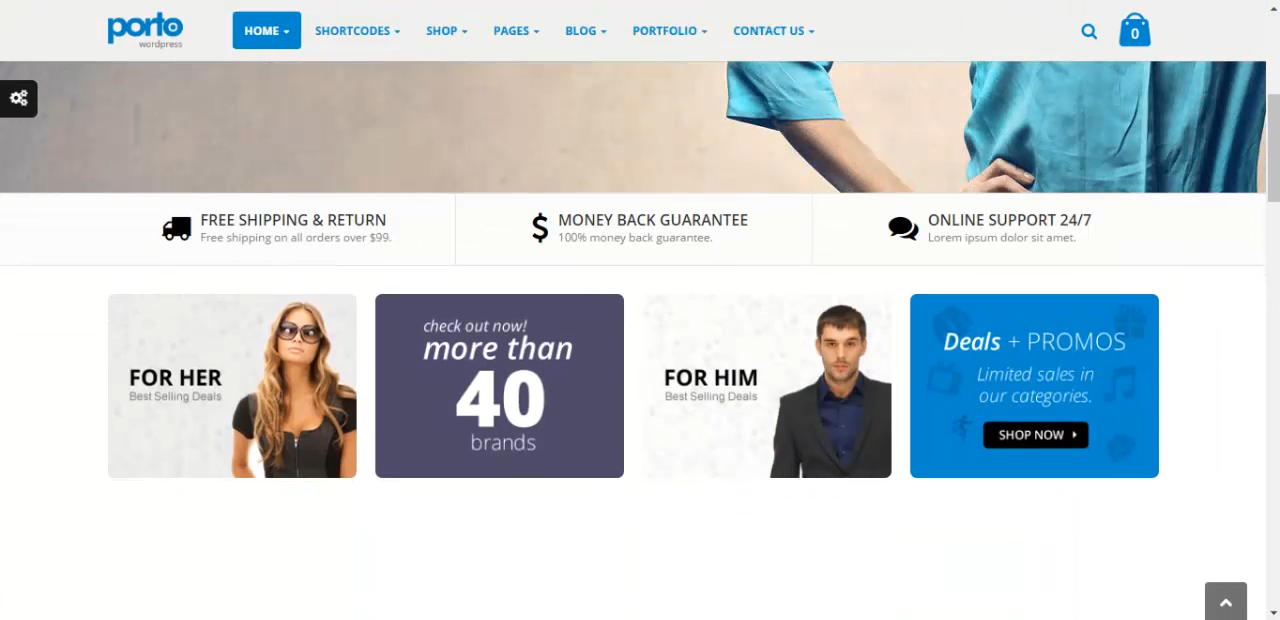 porto
wordpress
HOME SHORTCODES SHOP PAGES BLOG PORTFOLIO CONTACT US
0
FREE SHIPPING & RETURN
Free shipping on all orders over $99.
MONEY BACK GUARANTEE
100% money back guarantee.
ONLINE SUPPORT 24/7
Lorem ipsum dolor sit amet.
FOR HER
Best Selling Deals
check out now!
more than
40
brands
FOR HIM
Best Selling Deals
Deals + PROMOS
Limited sales in
our categories.
SHOP NOW